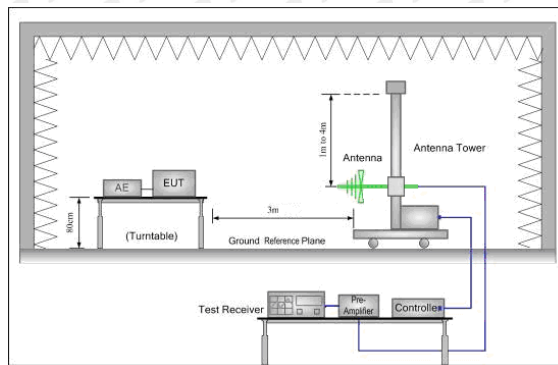 1m to 4m
Antenna
Antenna Tower
AE
EUT
80cm
(Turntable)
3m
Ground Reference Plane
Test Receiver
Pre-
Amplifier
Controller